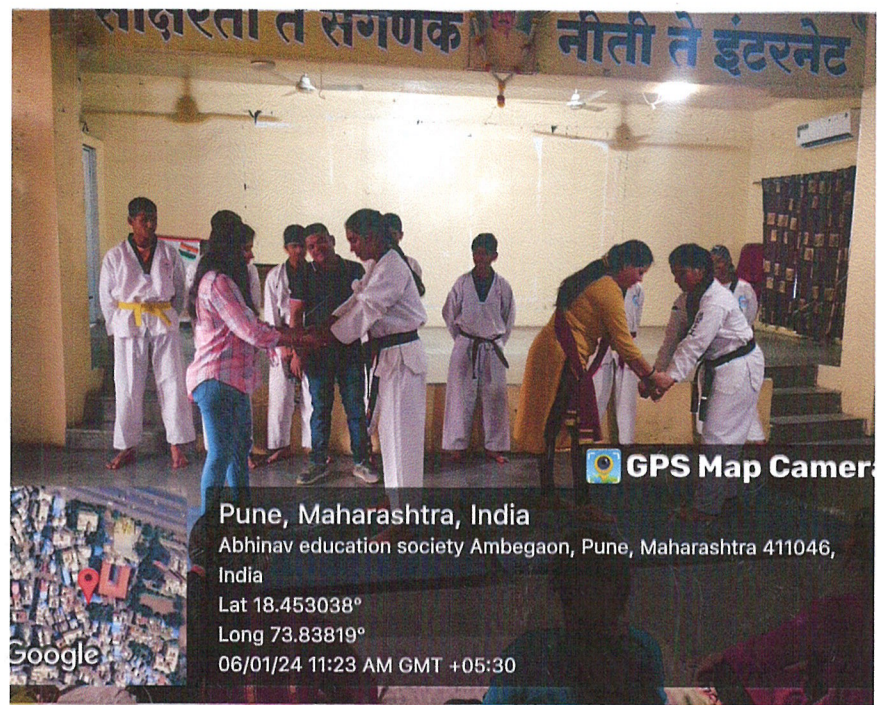 साक्षरता ते संगणक
नीती ते इंटरनेट
GPS Map Camera
Pune, Maharashtra, India
Abhinav education society Ambegaon, Pune, Maharashtra 411046,
India
Lat 18.453038°
Long 73.83819°
06/01/24 11:23 AM GMT +05:30
Google